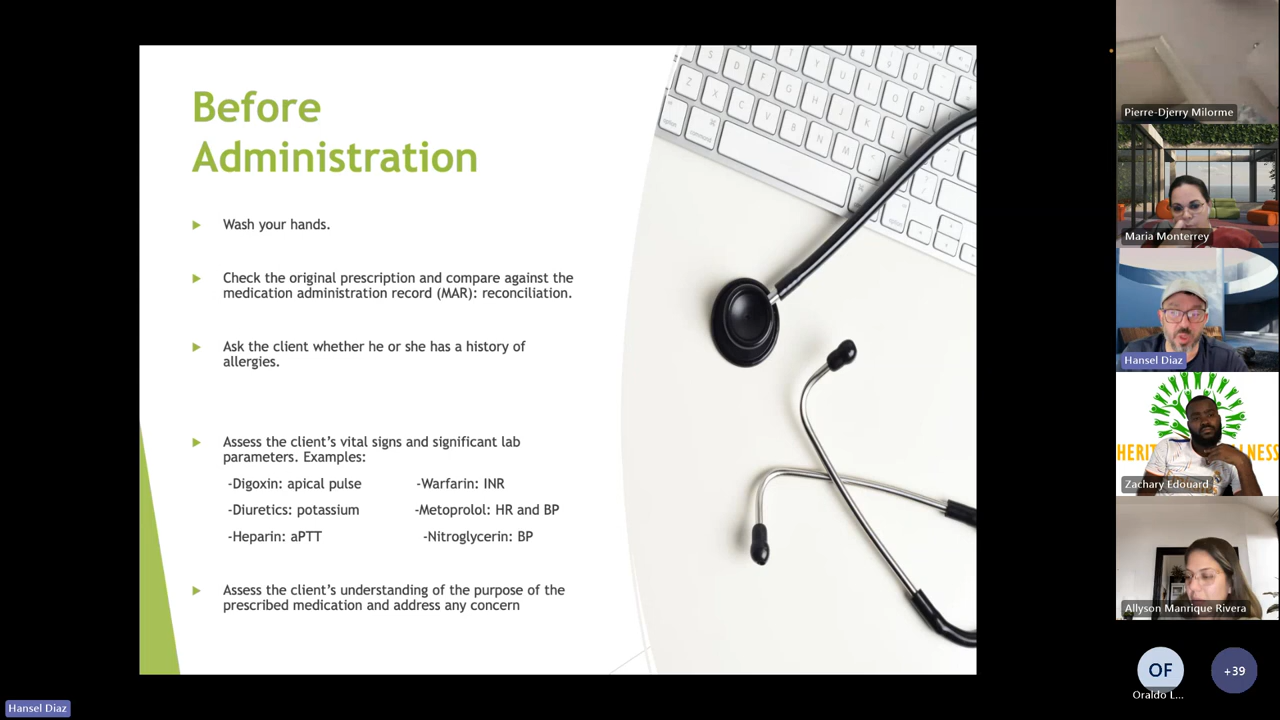 Before
Administration
Wash your hands.
Check the original prescription and compare against the
medication administration record (MAR): reconciliation.
Ask the client whether he or she has a history of
allergies.
Assess the client's vital signs and significant lab
parameters. Examples:
-Digoxin: apical pulse -Warfarin: INR
-Diuretics: potassium -Metoprolol: HR and BP
-Heparin: aPTT -Nitroglycerin: BP
Assess the client's understanding of the purpose of the
prescribed medication and address any concern
Pierre-Djerry Milorme
Maria Monterrey
Hansel Diaz
Zachary Edouard
Allyson Manrique Rivera
OF
+39
Oraldo L...
Hansel Diaz